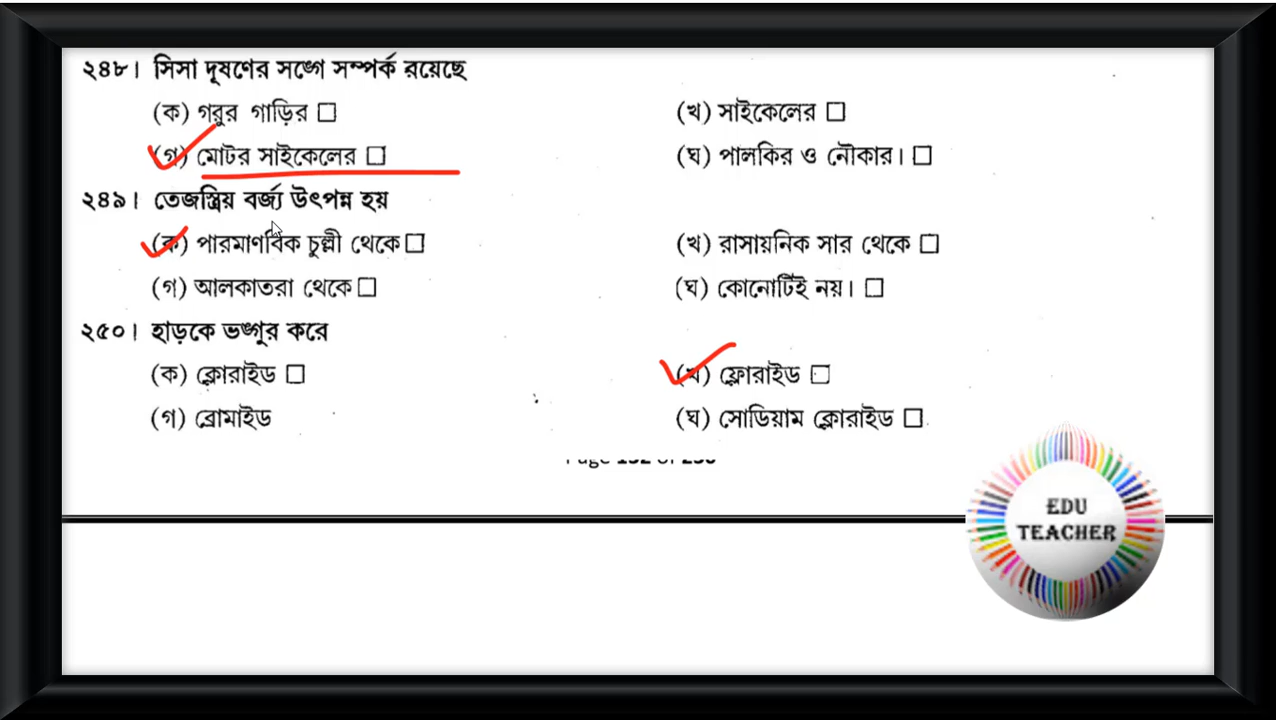 ২৪৮। সিসা দূষণের সঙ্গে সম্পর্ক রয়েছে
(ক) গরুর গাড়ির □ (খ) সাইকেলের □
(গ) মোটর সাইকেলের □ (ঘ) পালকির ও নৌকার। □
২৪৯। তেজস্ক্রিয় বর্জ্য উৎপন্ন হয়
(ক) পারমাণবিক চুল্লী থেকে □ (খ) রাসায়নিক সার থেকে □
(গ) আলকাতরা থেকে □ (ঘ) কোনোটিই নয়। □
২৫০। হাড়কে ভঙ্গুর করে
(ক) ক্লোরাইড □ (খ) ফ্লোরাইড □
(গ) ব্রোমাইড (ঘ) সোডিয়াম ক্লোরাইড □
EDU
TEACHER